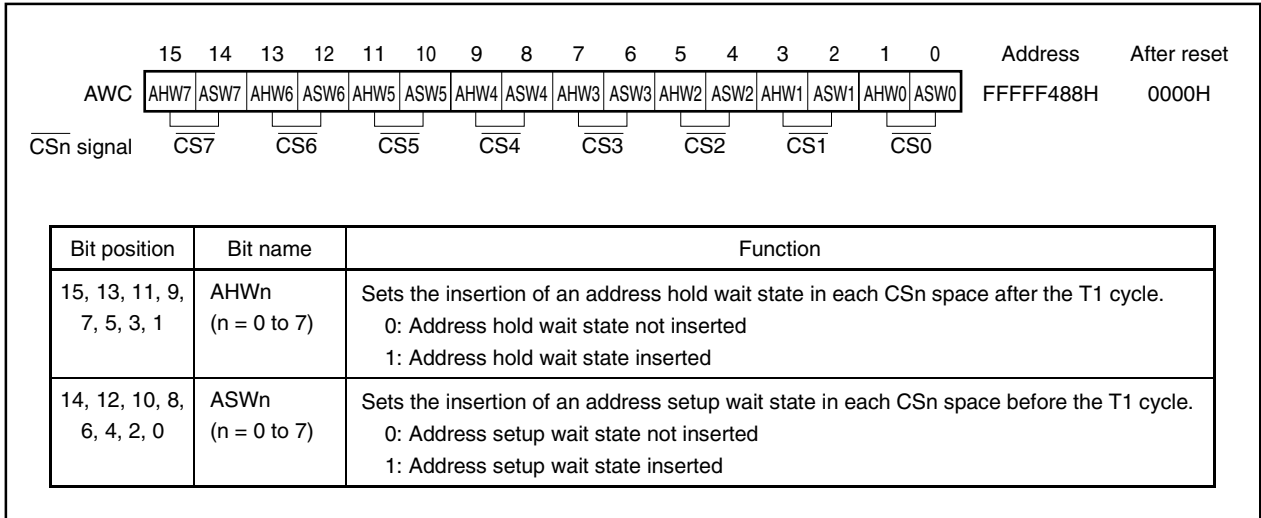 15 14 13 12 11 10 9 8 7 6 5 4 3 2 1 0 Address After reset
AWC AHW7 ASW7 AHW6 ASW6 AHW5 ASW5 AHW4 ASW4 AHW3 ASW3 AHW2 ASW2 AHW1 ASW1 AHW0 ASW0 FFFFF488H 0000H
CSn signal CS7 CS6 CS5 CS4 CS3 CS2 CS1 CS0
Bit position Bit name Function
15, 13, 11, 9, AHWn Sets the insertion of an address hold wait state in each CSn space after the T1 cycle.
7, 5, 3, 1 (n = 0 to 7) 0: Address hold wait state not inserted
1: Address hold wait state inserted
14, 12, 10, 8, ASWn Sets the insertion of an address setup wait state in each CSn space before the T1 cycle.
6, 4, 2, 0 (n = 0 to 7) 0: Address setup wait state not inserted
1: Address setup wait state inserted